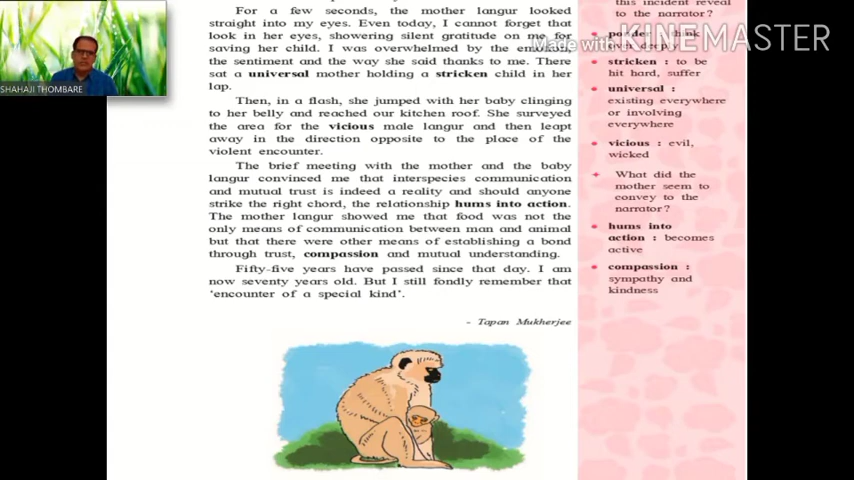 For a few seconds, the mother langur looked
straight into my eyes. Even today, I cannot forget that
look in her eyes, showering silent gratitude on me for
saving her child. I was overwhelmed by the emotion,
the sentiment and the way she said thanks to me. There
sat a universal mother holding a stricken child in her
lap.
Then, in a flash, she jumped with her baby clinging
to her belly and reached our kitchen roof. She surveyed
the area for the vicious male langur and then leapt
away in the direction opposite to the place of the
violent encounter.
The brief meeting with the mother and the baby
langur convinced me that interspecies communication
and mutual trust is indeed a reality and should anyone
strike the right chord, the relationship hums into action.
The mother langur showed me that food was not the
only means of communication between man and animal
but that there were other means of establishing a bond
through trust, compassion and mutual understanding.
Fifty-five years have passed since that day. I am
now seventy years old. But I still fondly remember that
'encounter of a special kind'.
- Tapan Mukherjee
this incident reveal
to the narrator?
think
deeply
stricken : to be
hit hard, suffer
universal :
existing everywhere
or involving
everywhere
vicious : evil,
wicked
What did the
mother seem to
convey to the
narrator?
hums into
action : becomes
active
compassion :
sympathy and
kindness
Made with KINEMASTER
SHAHAJI THOMBARE